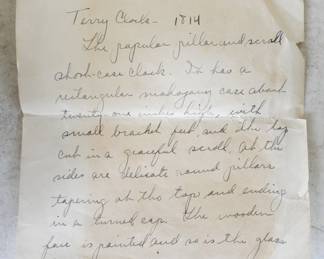 Terry Clocks - 1814
The popular pillar and scroll
short-case clock. It has a
rectangular mahogany case about
twenty one inches high, with
small bracket feet, and the top
cut in a graceful scroll. At the
sides are delicate round pillars
tapering at the top and ending
in a turned cap. The wooden
face is painted and so is the glass